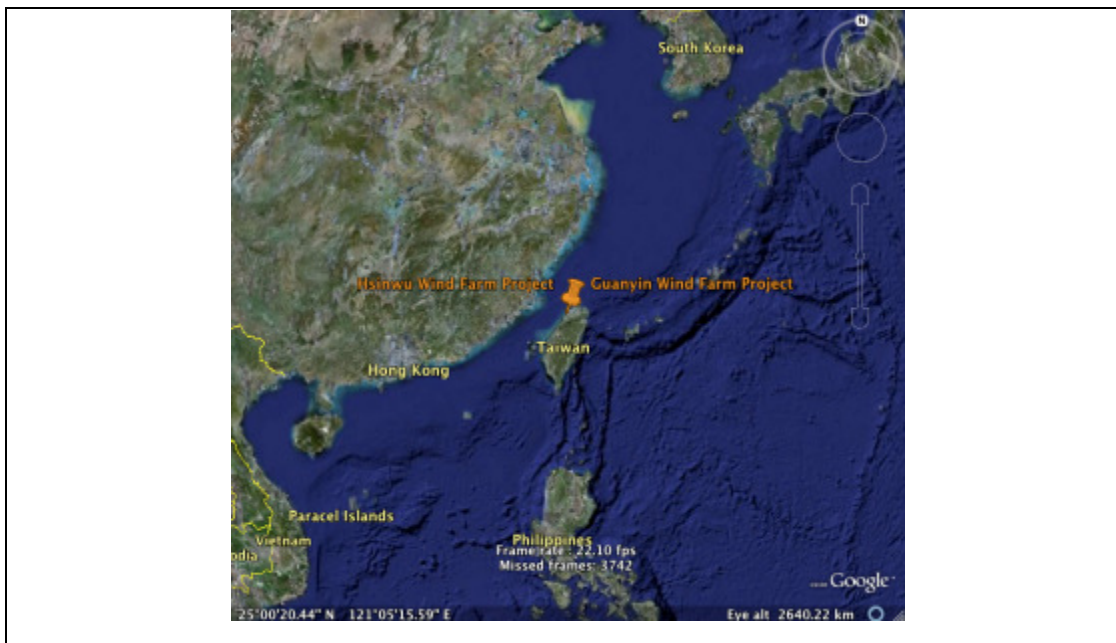 N
South Korea
Hsinwu Wind Farm Project
Guanyin Wind Farm Project
Taiwan
Hong Kong
Paracel Islands
Vietnam
odia
Philippines
Frame rate : 22.10 fps
Missed frames: 3742
Google
25°00'20.44" N 121°05'15.59" E
Eye alt 2640.22 km